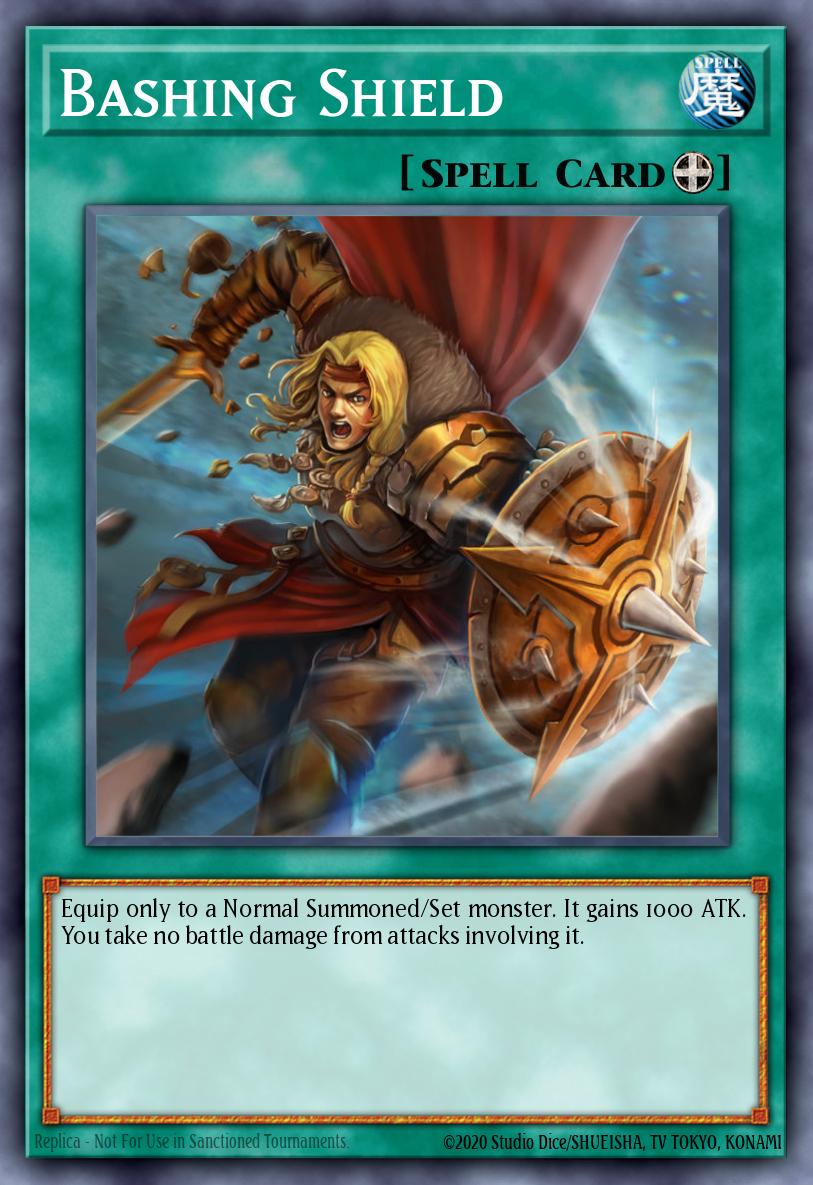 Bashing Shield
SPELL
魔
[Spell Card]
Equip only to a Normal Summoned/Set monster. It gains 1000 ATK.
You take no battle damage from attacks involving it.
Replica - Not For Use in Sanctioned Tournaments.
©2020 Studio Dice/SHUEISHA, TV TOKYO, KONAMI